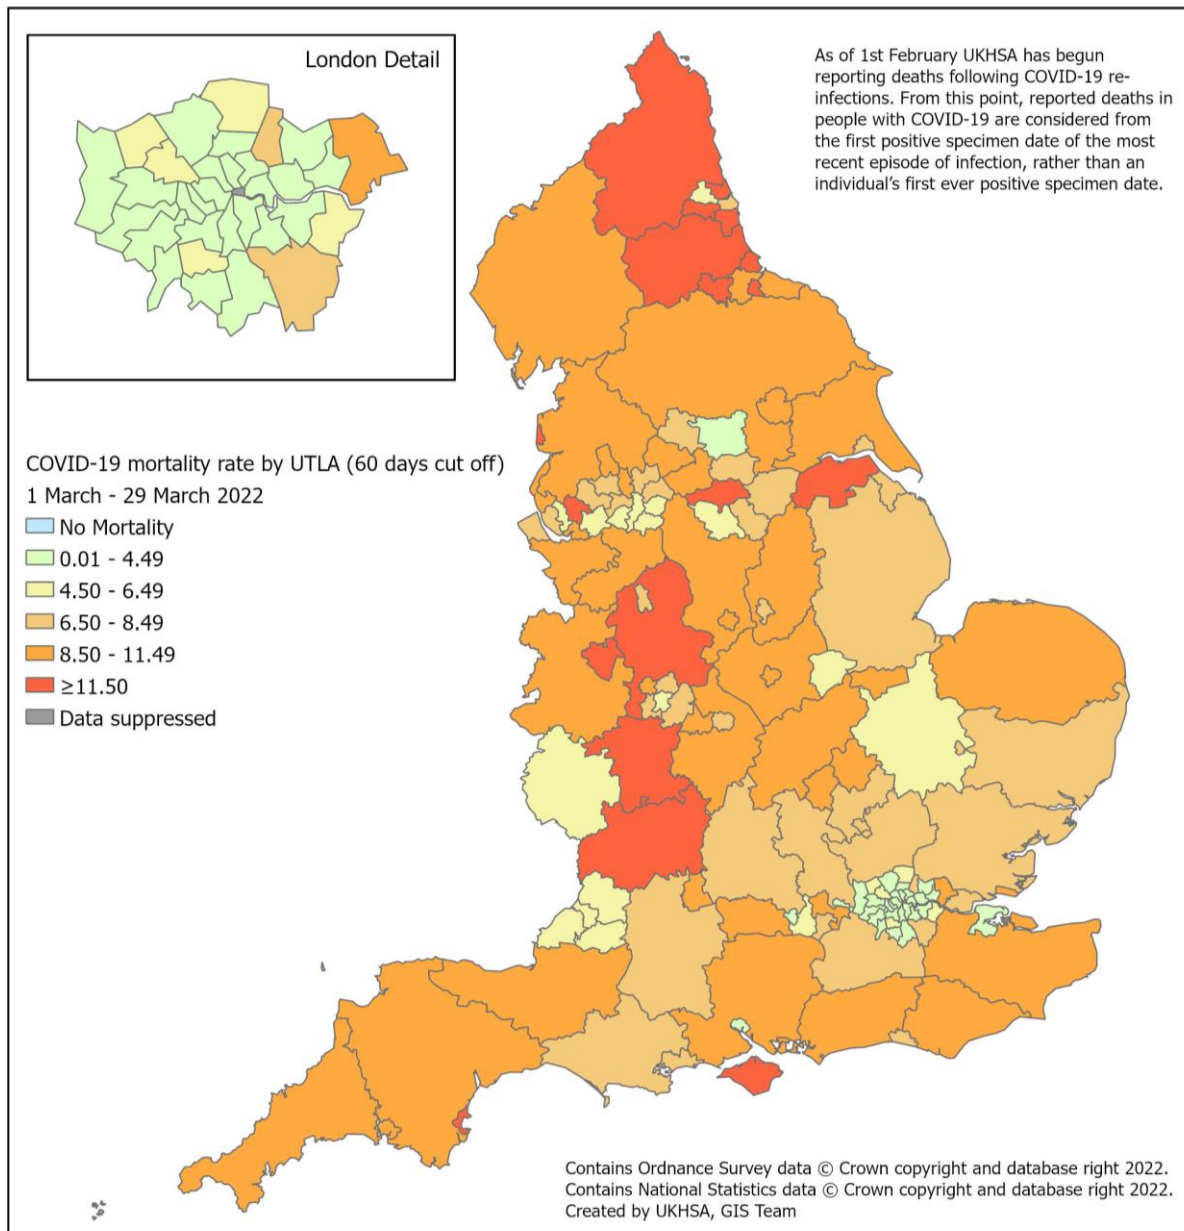 London Detail
As of 1st February UKHSA has begun
reporting deaths following COVID-19 re-
infections. From this point, reported deaths in
people with COVID-19 are considered from
the first positive specimen date of the most
recent episode of infection, rather than an
individual's first ever positive specimen date.
COVID-19 mortality rate by UTLA (60 days cut off)
1 March - 29 March 2022
No Mortality
0.01 - 4.49
4.50 - 6.49
6.50 - 8.49
8.50 - 11.49
≥11.50
Data suppressed
Contains Ordnance Survey data © Crown copyright and database right 2022.
Contains National Statistics data © Crown copyright and database right 2022.
Created by UKHSA, GIS Team